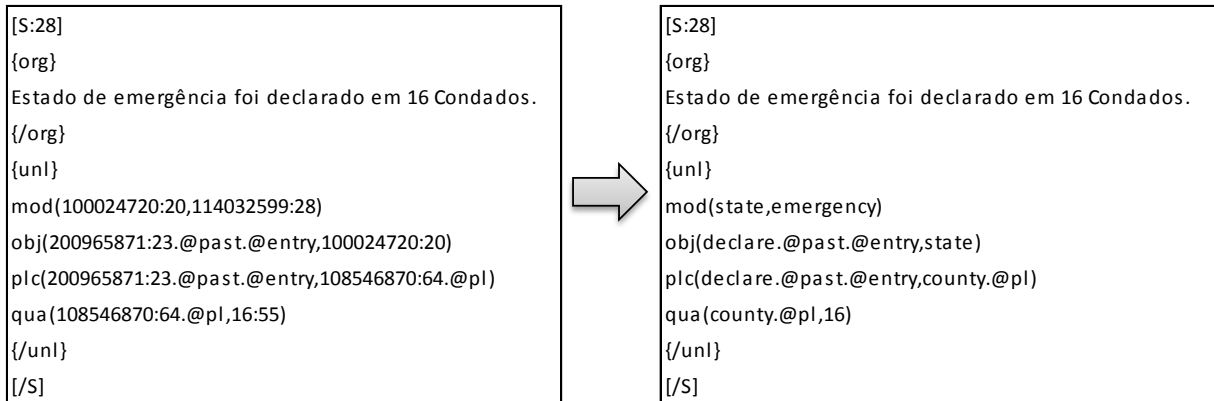 [S:28]
{org}
Estado de emergência foi declarado em 16 Condados.
{/org}
{unl}
mod(100024720:20,114032599:28)
obj(200965871:23.@past.@entry,100024720:20)
plc(200965871:23.@past.@entry,108546870:64.@pl)
qua(108546870:64.@pl,16:55)
{/unl}
[/S]
[S:28]
{org}
Estado de emergência foi declarado em 16 Condados.
{/org}
{unl}
mod(state,emergency)
obj(declare.@past.@entry,state)
plc(declare.@past.@entry,county.@pl)
qua(county.@pl,16)
{/unl}
[/S]